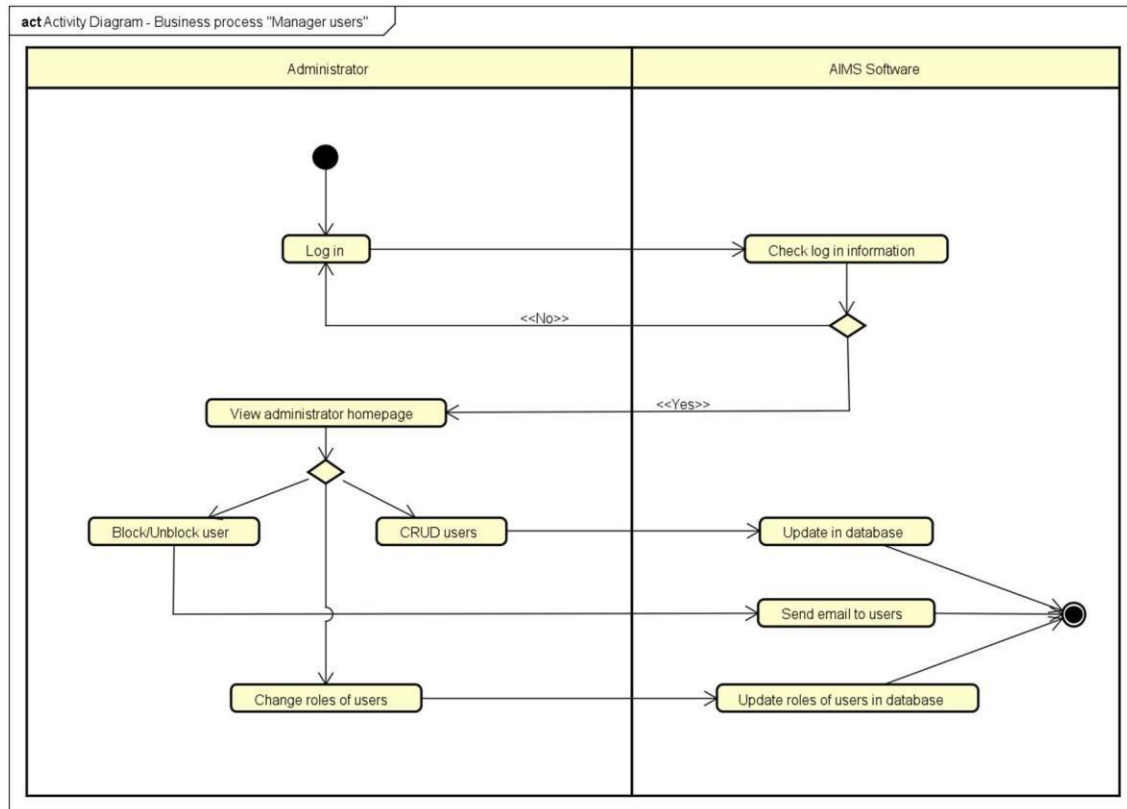 act Activity Diagram - Business process "Manager users"
Administrator
AIMS Software
Log in
Check log in information
<<No>>
<<Yes>>
View administrator homepage
Block/Unblock user
CRUD users
Update in database
Send email to users
Change roles of users
Update roles of users in database